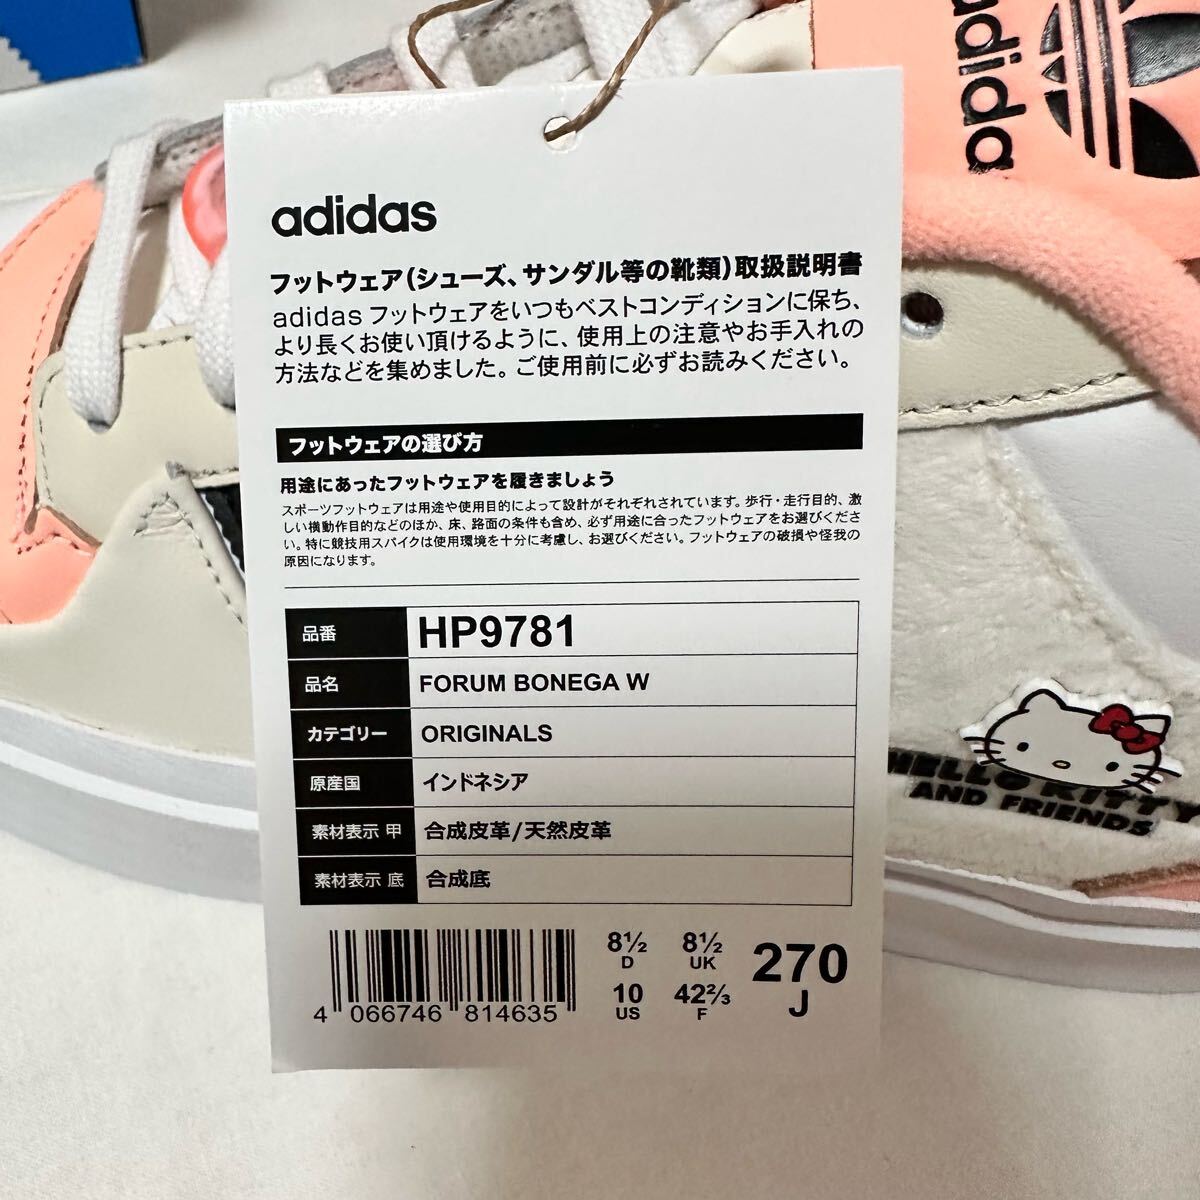 adidas
adidas
フットウェア(シューズ、サンダル等の靴類)取扱説明書
adidas フットウェアをいつもベストコンディションに保ち、
より長くお使い頂けるように、使用上の注意やお手入れの
方法などを集めました。ご使用前に必ずお読みください。
フットウェアの選び方
用途にあったフットウェアを履きましょう
スポーツフットウェアは用途や使用目的によって設計がそれぞれされています。歩行・走行目的、激
しい横動作目的などのほか、床、路面の条件も含め、必ず用途に合ったフットウェアをお選びくださ
い。特に競技用スパイクは使用環境を十分に考慮し、お選びください。フットウェアの破損や怪我の
原因になります。
品番 HP9781
品名 FORUM BONEGA W
カテゴリー ORIGINALS
原産国 インドネシア
素材表示 甲 合成皮革/天然皮革
素材表示 底 合成底
4 066746 814635
8½ D 8½ UK
10 US 42⅔ F
270 J
HELLO KITTY
AND FRIENDS